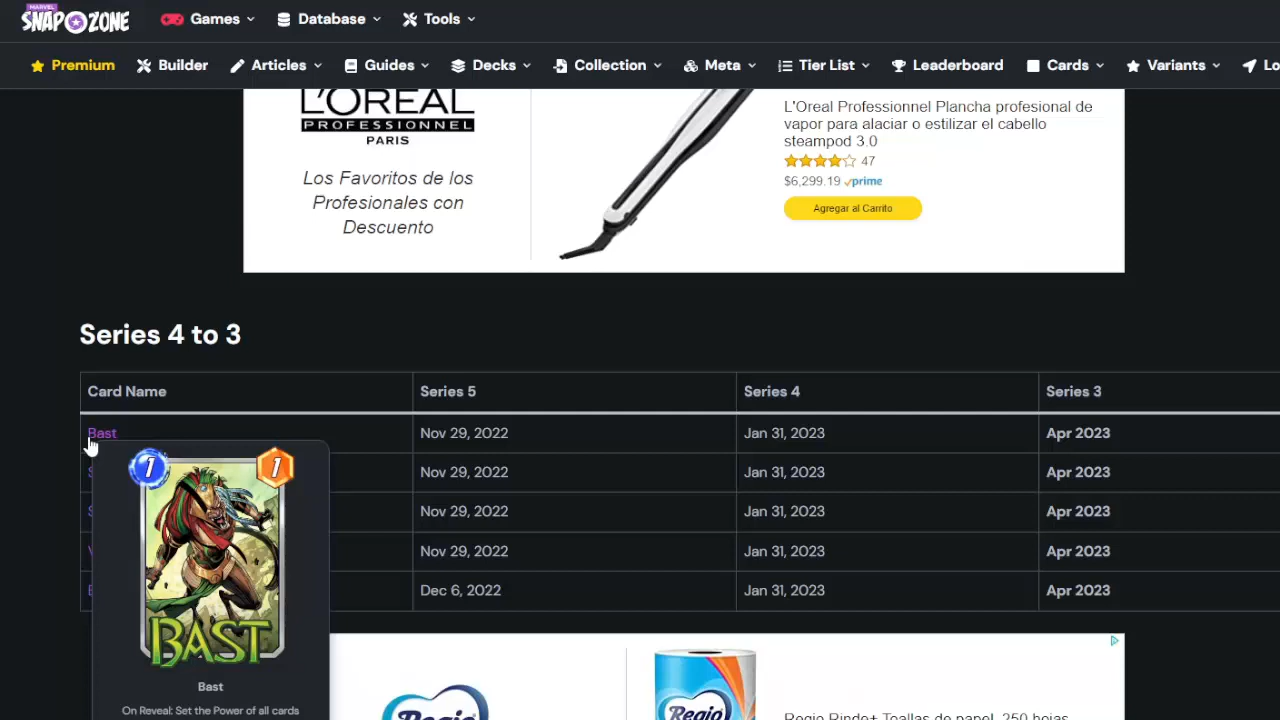 MARVEL
SNAP ZONE
Games
Database
Tools
Premium
Builder
Articles
Guides
Decks
Collection
Meta
Tier List
Leaderboard
Cards
Variants
Lo
L'ORÉAL
PROFESSIONNEL
PARIS
Los Favoritos de los
Profesionales con
Descuento
L'Oreal Professionnel Plancha profesional de
vapor para alaciar o estilizar el cabello
steampod 3.0
47
$6,299.19 prime
Agregar al Carrito
Series 4 to 3
Card Name Series 5 Series 4 Series 3
Bast Nov 29, 2022 Jan 31, 2023 Apr 2023
Nov 29, 2022 Jan 31, 2023 Apr 2023
Nov 29, 2022 Jan 31, 2023 Apr 2023
Nov 29, 2022 Jan 31, 2023 Apr 2023
Dec 6, 2022 Jan 31, 2023 Apr 2023
1 1
BAST
Bast
On Reveal: Set the Power of all cards
Regio
Regio
Regio Rinde+ Toallas de papel, 250 hojas